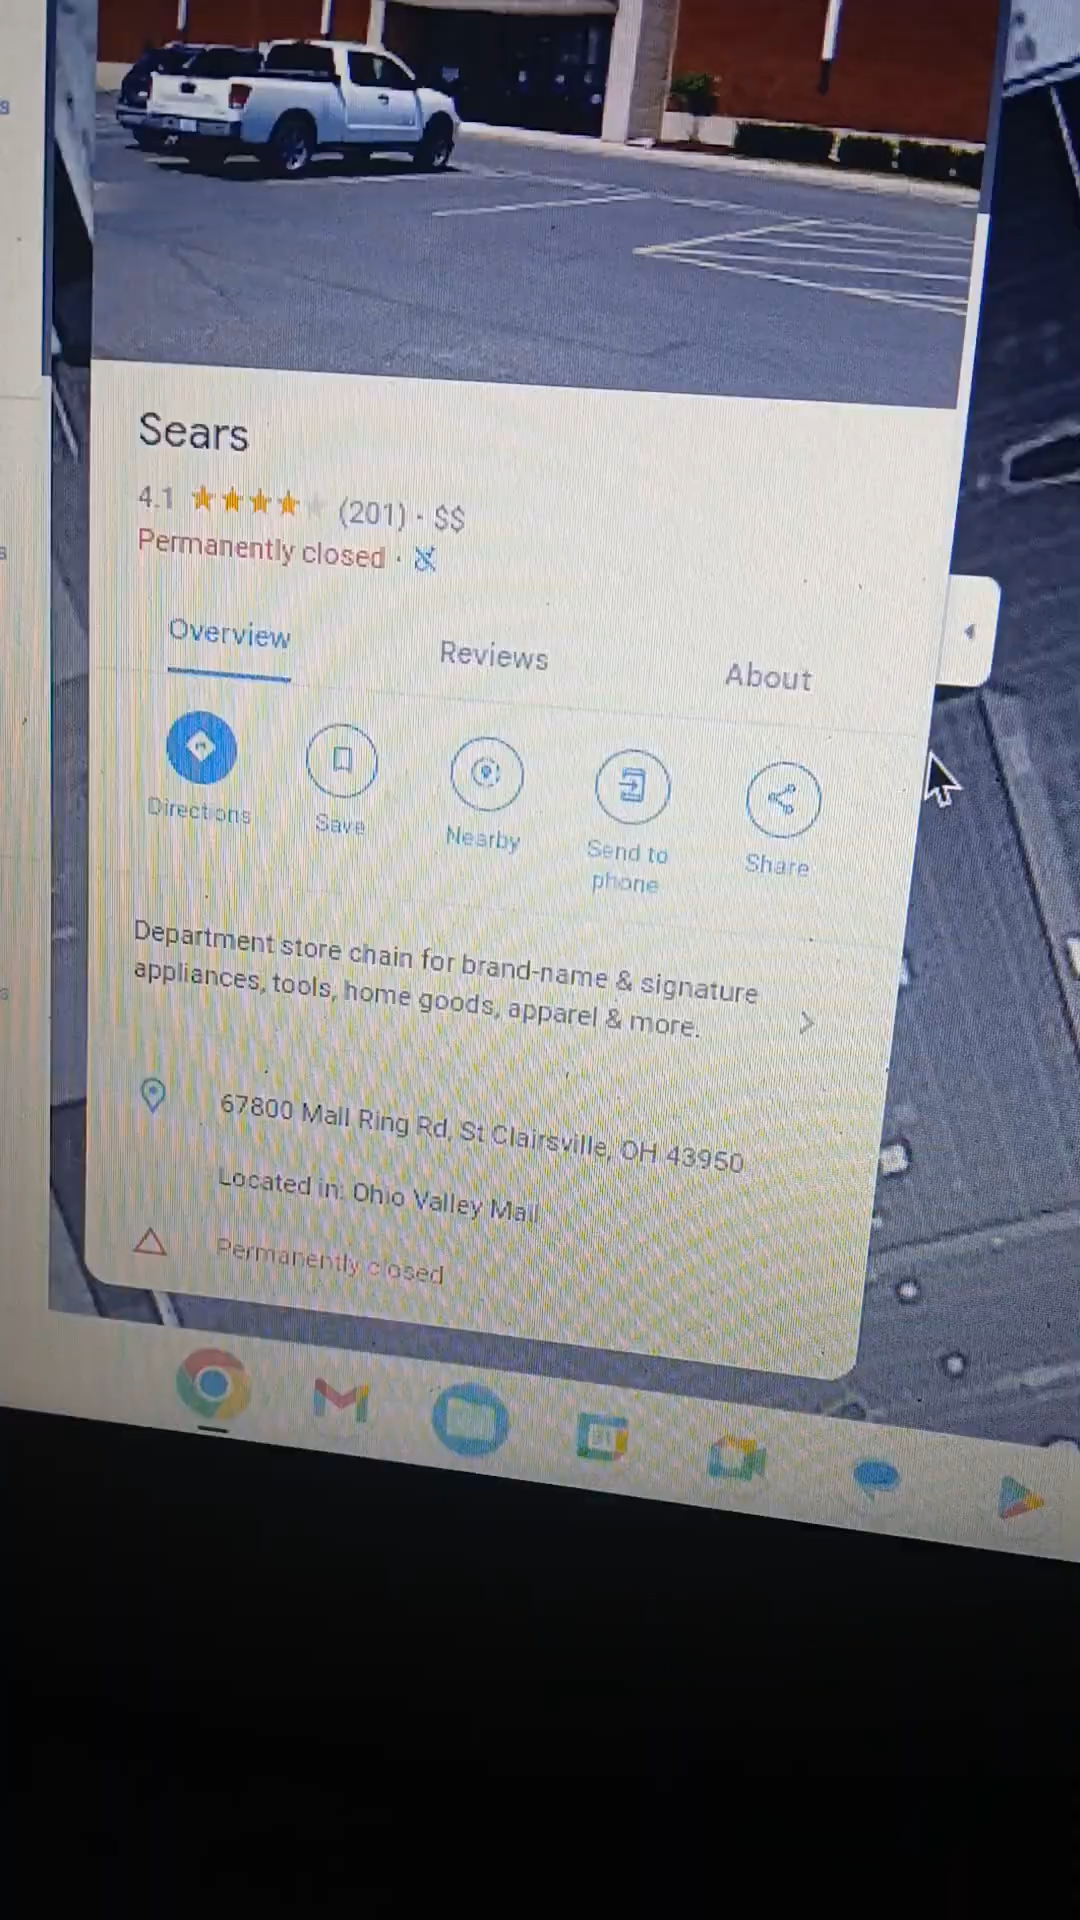 Sears
4.1 (201) · $$
Permanently closed ·
Overview Reviews About
Directions Save Nearby Send to phone Share
Department store chain for brand-name & signature
appliances, tools, home goods, apparel & more.
67800 Mall Ring Rd, St Clairsville, OH 43950
Located in: Ohio Valley Mall
Permanently closed
31